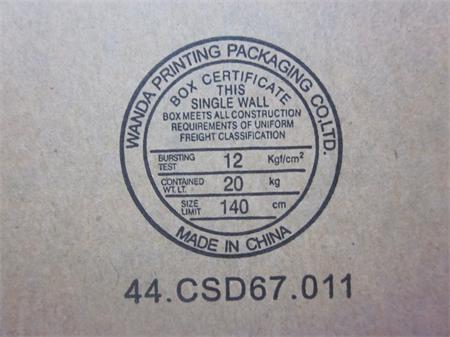 WANDA PRINTING PACKAGING CO.,LTD.
BOX CERTIFICATE
THIS
SINGLE WALL
BOX MEETS ALL CONSTRUCTION
REQUIREMENTS OF UNIFORM
FREIGHT CLASSIFICATION
BURSTING TEST 12 Kgf/cm²
CONTAINED WT. LT. 20 kg
SIZE LIMIT 140 cm
MADE IN CHINA
44.CSD67.011